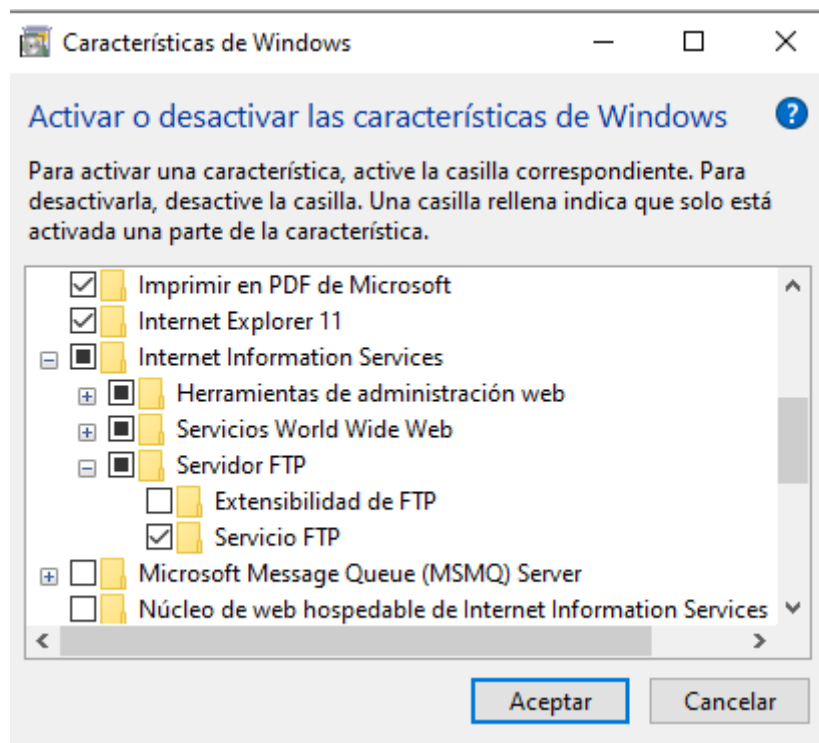 Características de Windows
Activar o desactivar las características de Windows
Para activar una característica, active la casilla correspondiente. Para
desactivarla, desactive la casilla. Una casilla rellena indica que solo está
activada una parte de la característica.
Imprimir en PDF de Microsoft
Internet Explorer 11
Internet Information Services
Herramientas de administración web
Servicios World Wide Web
Servidor FTP
Extensibilidad de FTP
Servicio FTP
Microsoft Message Queue (MSMQ) Server
Núcleo de web hospedable de Internet Information Services
Aceptar Cancelar